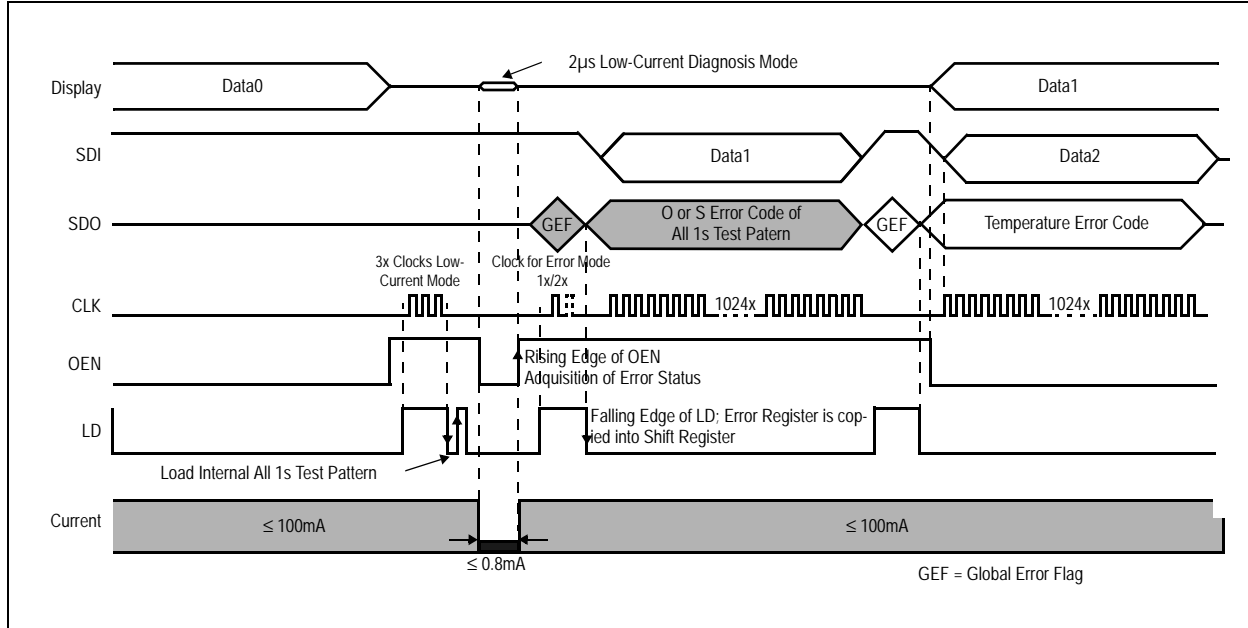 2µs Low-Current Diagnosis Mode
Display
Data0
Data1
SDI
Data1
Data2
SDO
GEF
O or S Error Code of
All 1s Test Patern
GEF
Temperature Error Code
3x Clocks Low-
Current Mode
Clock for Error Mode
1x/2x
CLK
1024x
1024x
OEN
Rising Edge of OEN
Acquisition of Error Status
LD
Falling Edge of LD; Error Register is cop-
ied into Shift Register
Load Internal All 1s Test Pattern
Current
≤ 100mA
≤ 100mA
≤ 0.8mA
GEF = Global Error Flag